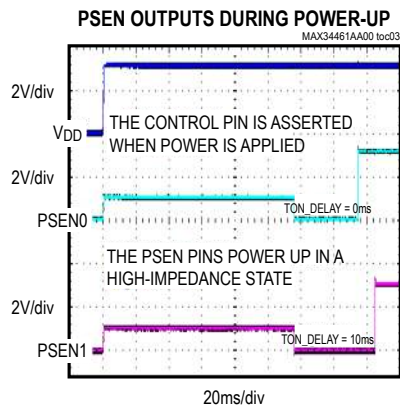 PSEN OUTPUTS DURING POWER-UP
MAX34461AA00 toc03
2V/div
VDD
THE CONTROL PIN IS ASSERTED
WHEN POWER IS APPLIED
2V/div
PSEN0
TON_DELAY = 0ms
THE PSEN PINS POWER UP IN A
HIGH-IMPEDANCE STATE
2V/div
PSEN1
TON_DELAY = 10ms
20ms/div